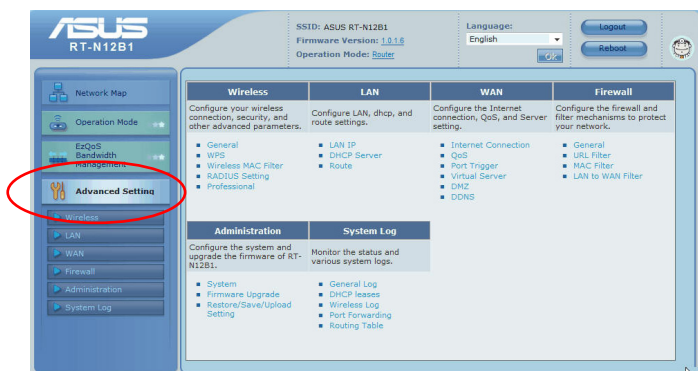 ASUS
RT-N12B1
SSID: ASUS RT-N12B1
Firmware Version: 1.0.1.6
Operation Mode: Router
Language:
English
OK
Logout
Reboot
Network Map
Operation Mode
EzQoS
Bandwidth
Management
Advanced Setting
Wireless
LAN
WAN
Firewall
Administration
System Log
Wireless
Configure your wireless
connection, security, and
other advanced parameters.
General
WPS
Wireless MAC Filter
RADIUS Setting
Professional
LAN
Configure LAN, dhcp, and
route settings.
LAN IP
DHCP Server
Route
WAN
Configure the Internet
connection, QoS, and Server
setting.
Internet Connection
QoS
Port Trigger
Virtual Server
DMZ
DDNS
Firewall
Configure the firewall and
filter mechanisms to protect
your network.
General
URL Filter
MAC Filter
LAN to WAN Filter
Administration
Configure the system and
upgrade the firmware of RT-
N12B1.
System
Firmware Upgrade
Restore/Save/Upload
Setting
System Log
Monitor the status and
various system logs.
General Log
DHCP leases
Wireless Log
Port Forwarding
Routing Table